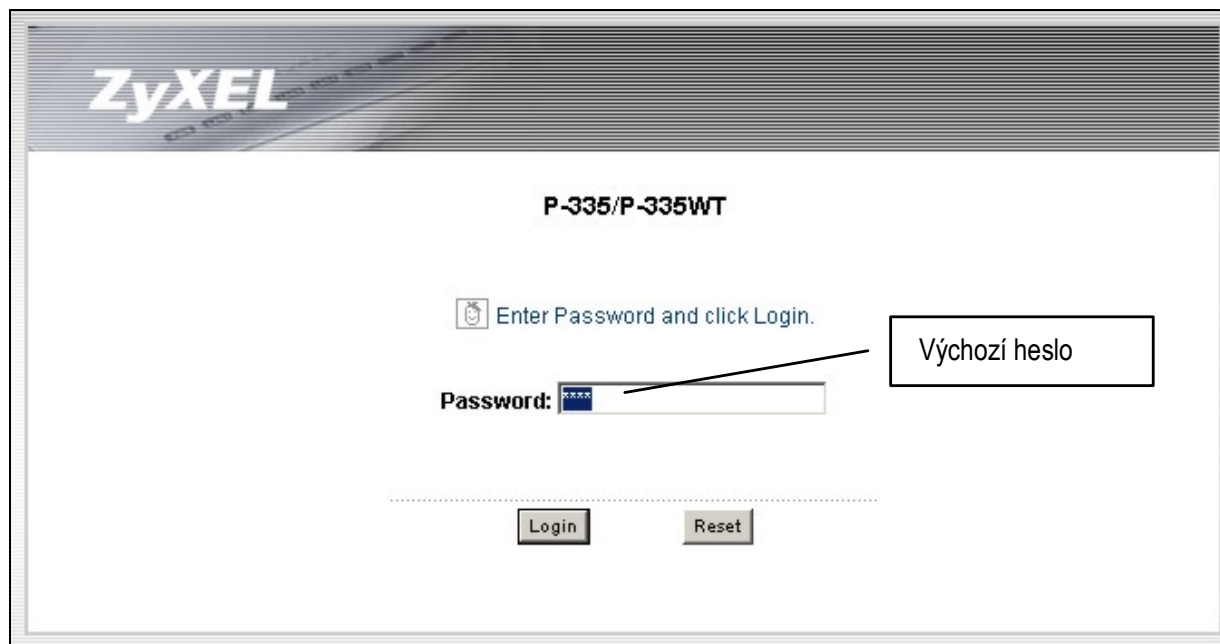 ZyXEL
P-335/P-335WT
Enter Password and click Login.
Výchozí heslo
Password: ****
Login Reset